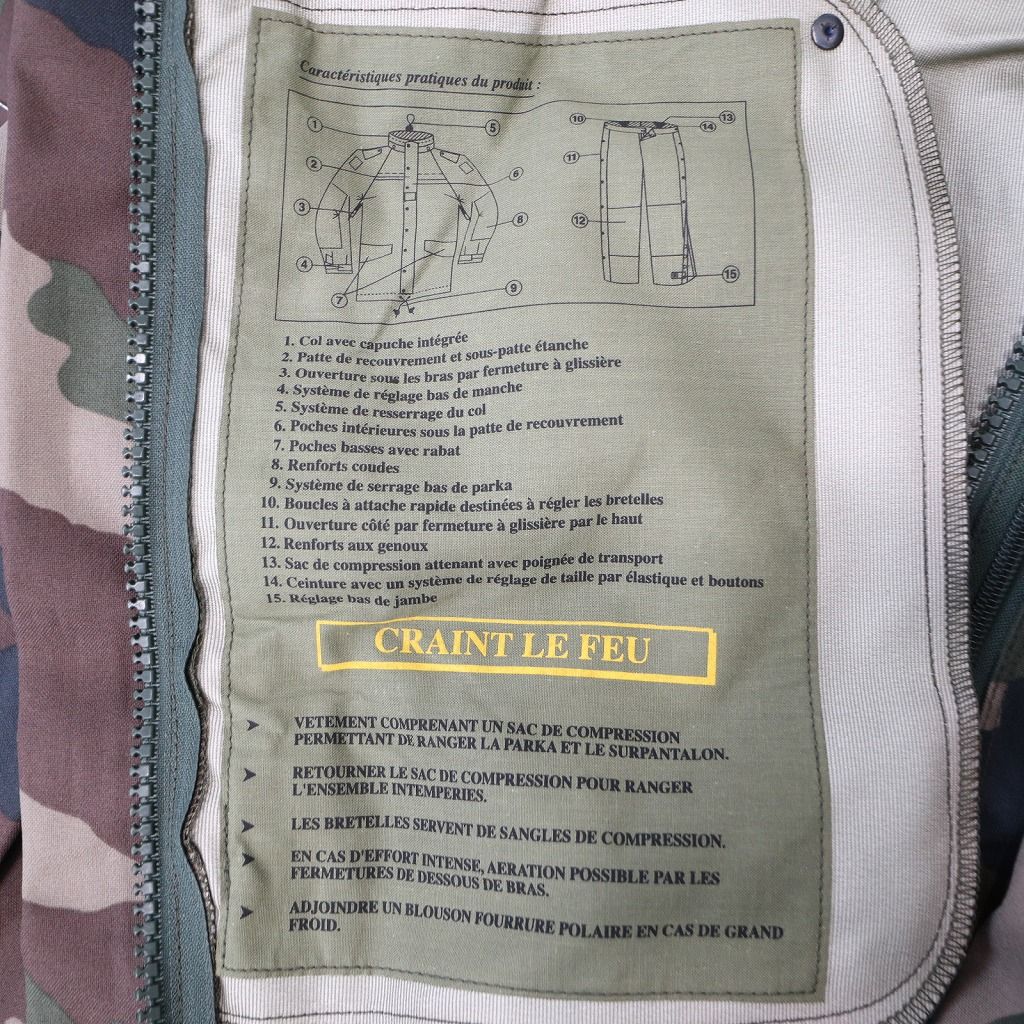 Caractéristiques pratiques du produit :
1 5 10 13
14
2 6 11
3 8 12
4 15
7 9
1. Col avec capuche intégrée
2. Patte de recouvrement et sous-patte étanche
3. Ouverture sous les bras par fermeture à glissière
4. Système de réglage bas de manche
5. Système de resserrage du col
6. Poches intérieures sous la patte de recouvrement
7. Poches basses avec rabat
8. Renforts coudes
9. Système de serrage bas de parka
10. Boucles à attache rapide destinées à régler les bretelles
11. Ouverture côté par fermeture à glissière par le haut
12. Renforts aux genoux
13. Sac de compression attenant avec poignée de transport
14. Ceinture avec un système de réglage de taille par élastique et boutons
15. Réglage bas de jambe
CRAINT LE FEU
➤ VETEMENT COMPRENANT UN SAC DE COMPRESSION
PERMETTANT DE RANGER LA PARKA ET LE SURPANTALON.
➤ RETOURNER LE SAC DE COMPRESSION POUR RANGER
L'ENSEMBLE INTEMPERIES.
➤ LES BRETELLES SERVENT DE SANGLES DE COMPRESSION.
➤ EN CAS D'EFFORT INTENSE, AERATION POSSIBLE PAR LES
FERMETURES DE DESSOUS DE BRAS.
➤ ADJOINDRE UN BLOUSON FOURRURE POLAIRE EN CAS DE GRAND
FROID.